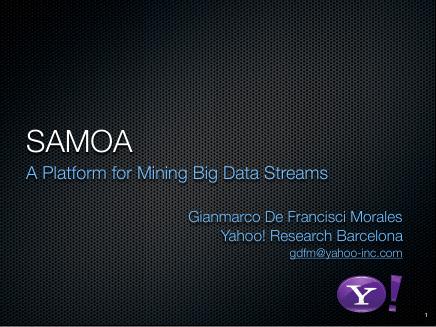 SAMOA
A Platform for Mining Big Data Streams
Gianmarco De Francisci Morales
Yahoo! Research Barcelona
gdfm@yahoo-inc.com
Y!
1